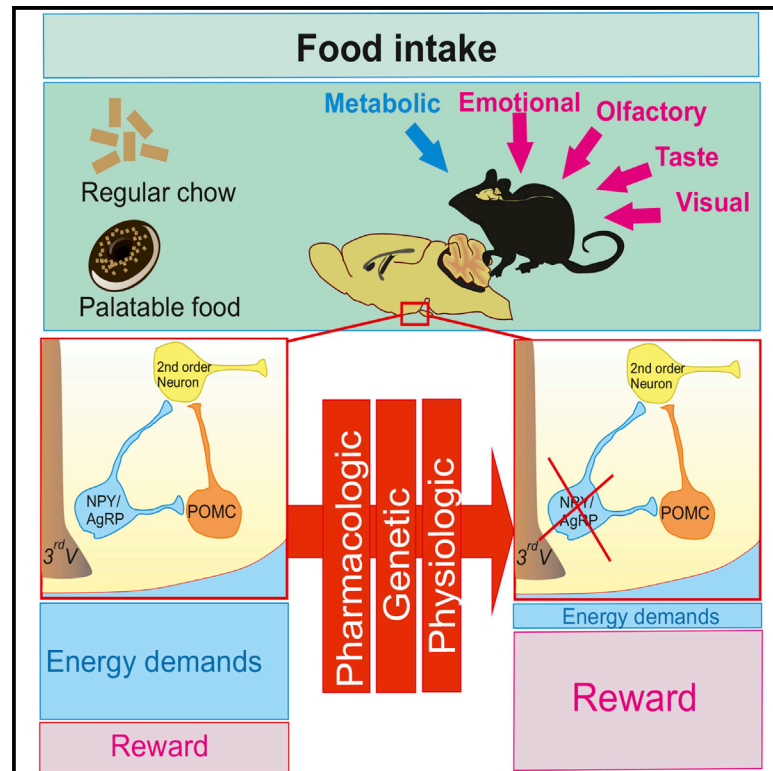 Food intake
Metabolic
Emotional
Olfactory
Taste
Visual
Regular chow
Palatable food
2nd order
Neuron
NPY/
AgRP
POMC
3rd V
Pharmacologic
Genetic
Physiologic
2nd order
Neuron
NPY/
AgRP
POMC
3rd V
Energy demands
Reward
Energy demands
Reward